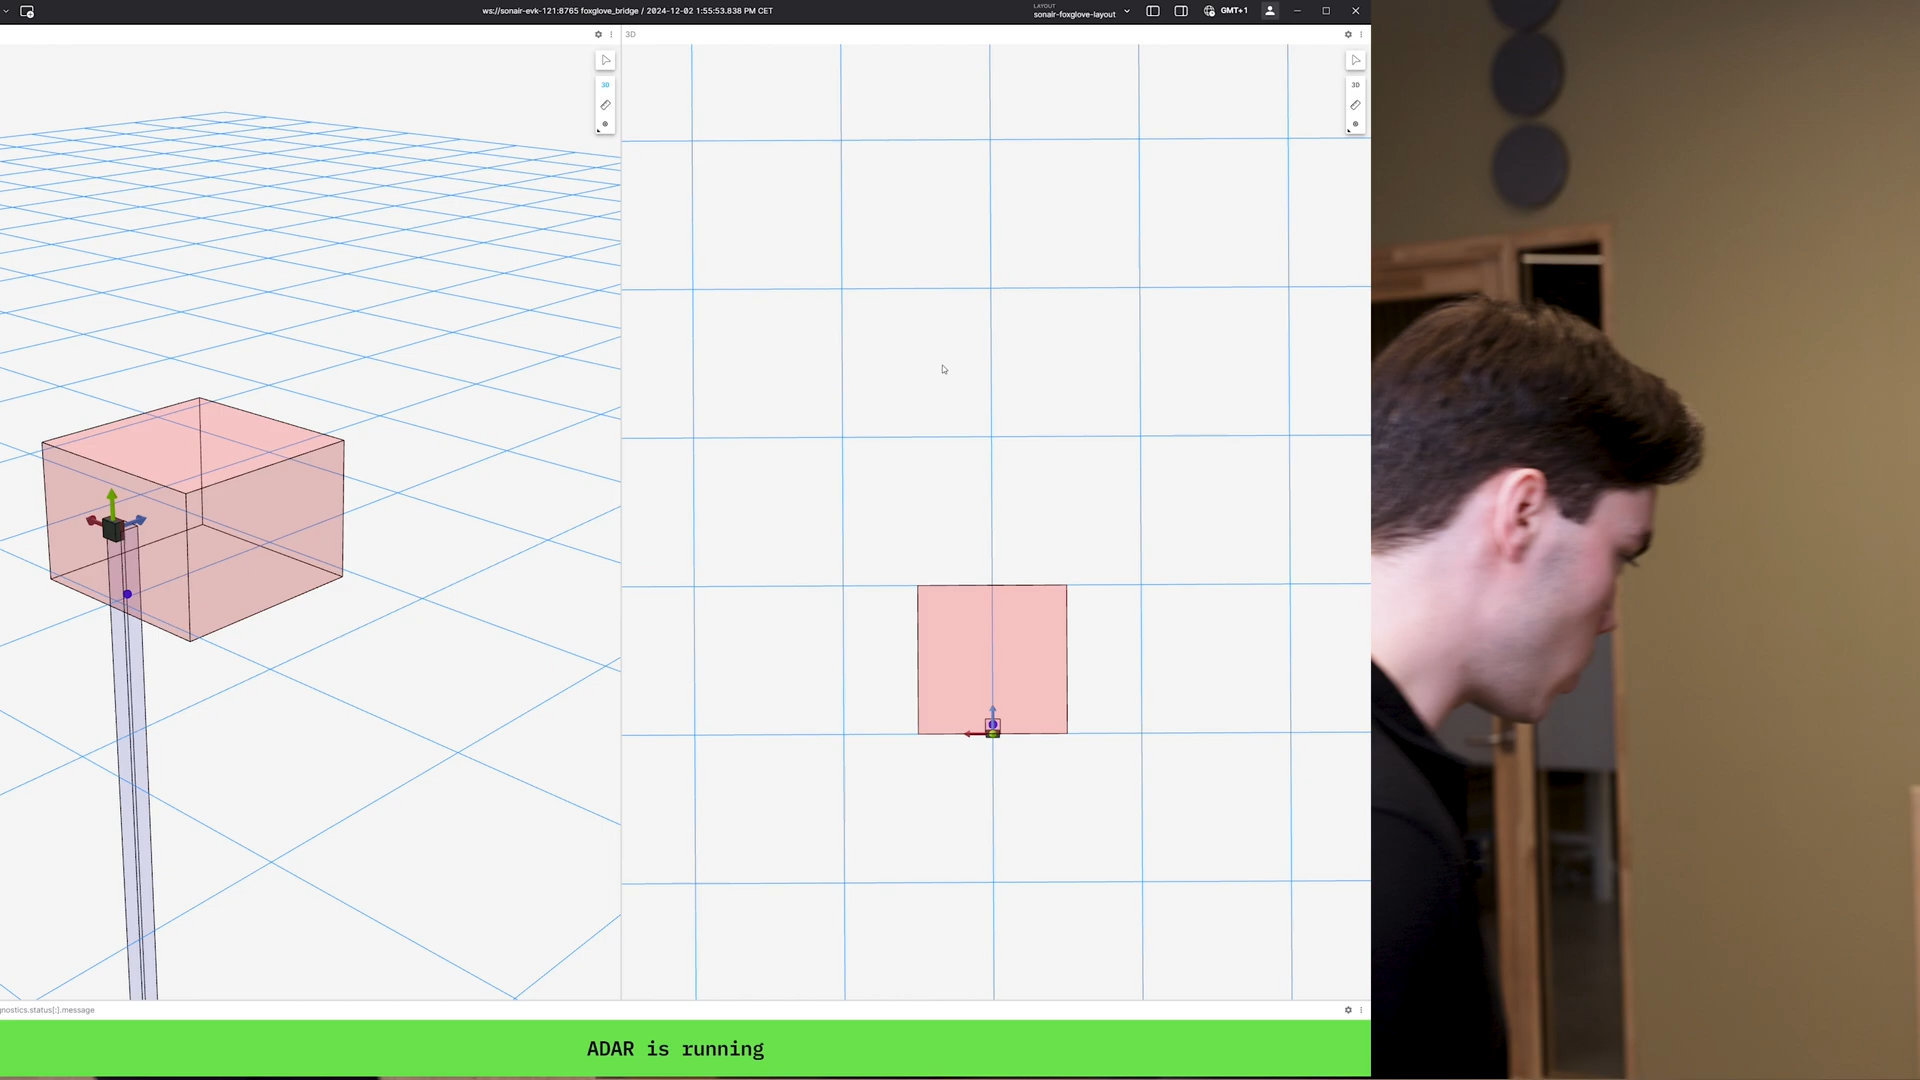 ws://sonair-evk-121:8765 foxglove_bridge / 2024-12-02 1:55:53.838 PM CET
LAYOUT
sonair-foxglove-layout
GMT+1
3D
3D
3D
gnostics.status[:].message
ADAR is running